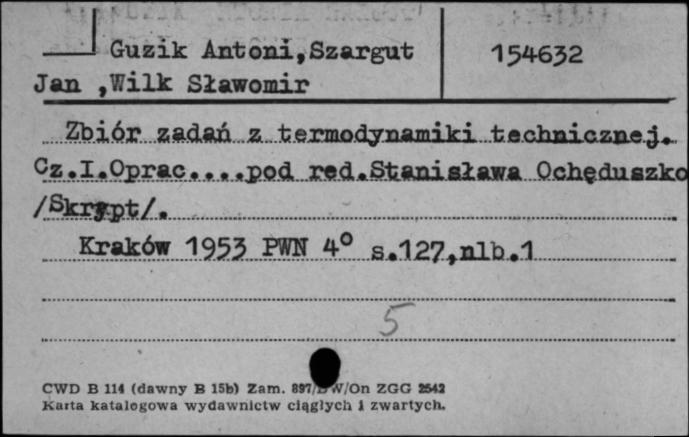 Guzik Antoni,Szargut 154632
Jan ,Wilk Sławomir
Zbiór zadań z termodynamiki technicznej.
Cz.I.Oprac....pod red.Stanisława Ochęduszko
/Skrypt/.
Kraków 1953 PWN 4° s.127,nlb.1
5
CWD B 114 (dawny B 15b) Zam. 897/ W/On ZGG 2542
Karta katalogowa wydawnictw ciągłych i zwartych.